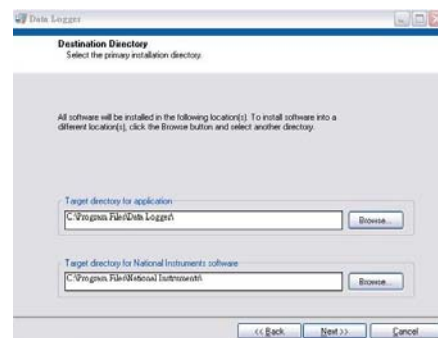 Data Logger
Destination Directory
Select the primary installation directory.
All software will be installed in the following location(s). To install software into a
different location(s), click the Browse button and select another directory.
Target directory for application
C:\Program Files\Data Logger\
Browse...
Target directory for National Instruments software
C:\Program Files\National Instruments\
Browse...
<< Back
Next >>
Cancel